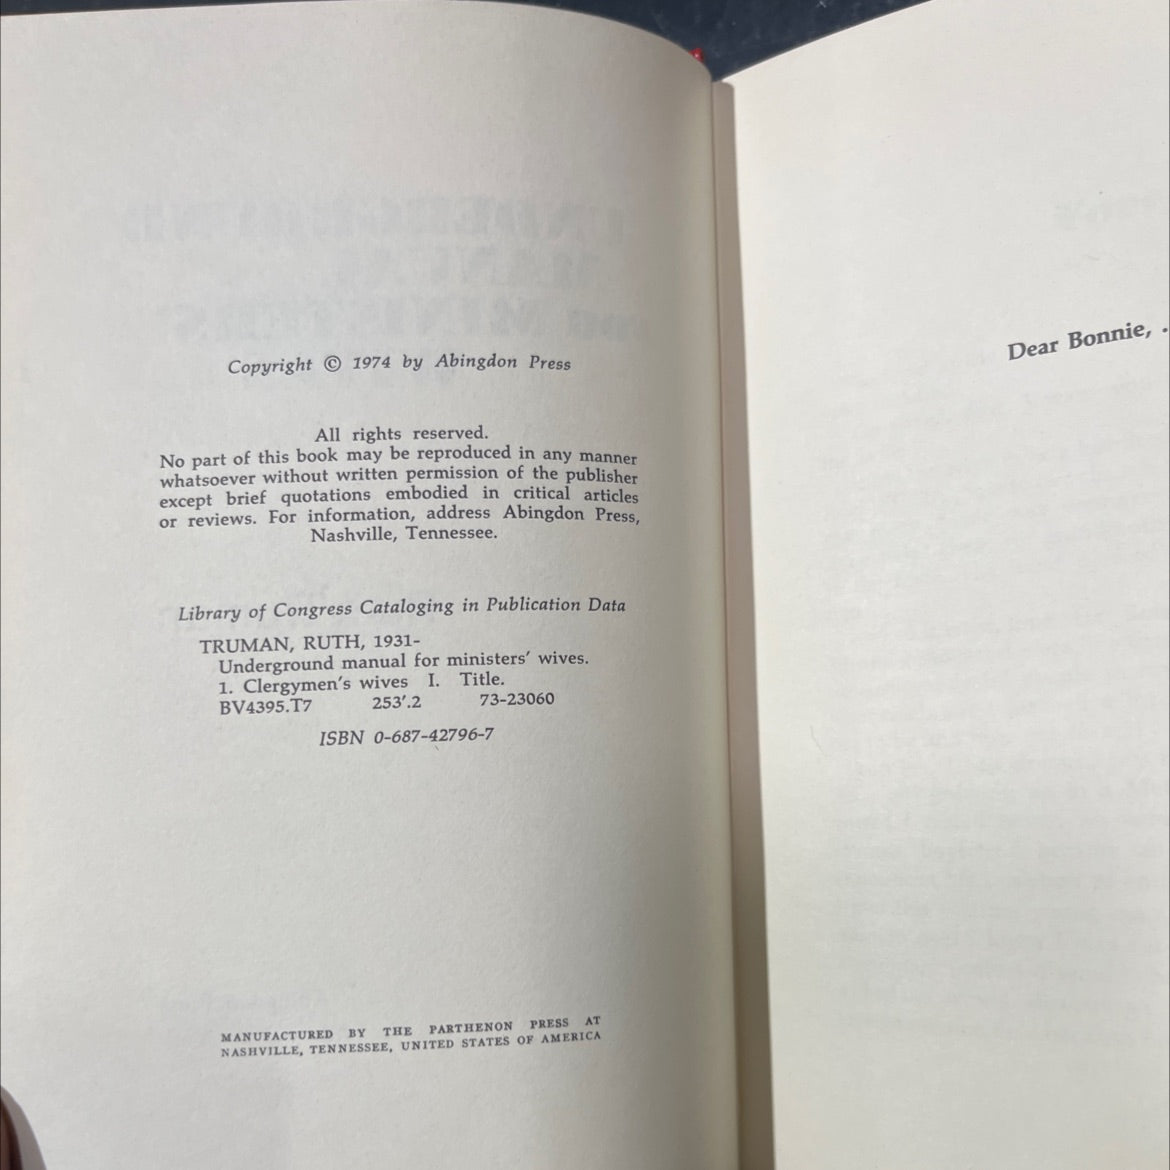 Copyright © 1974 by Abingdon Press
All rights reserved.
No part of this book may be reproduced in any manner
whatsoever without written permission of the publisher
except brief quotations embodied in critical articles
or reviews. For information, address Abingdon Press,
Nashville, Tennessee.
Library of Congress Cataloging in Publication Data
TRUMAN, RUTH, 1931-
Underground manual for ministers' wives.
1. Clergymen's wives I. Title.
BV4395.T7 253'.2 73-23060
ISBN 0-687-42796-7
MANUFACTURED BY THE PARTHENON PRESS AT
NASHVILLE, TENNESSEE, UNITED STATES OF AMERICA
Dear Bonnie, .